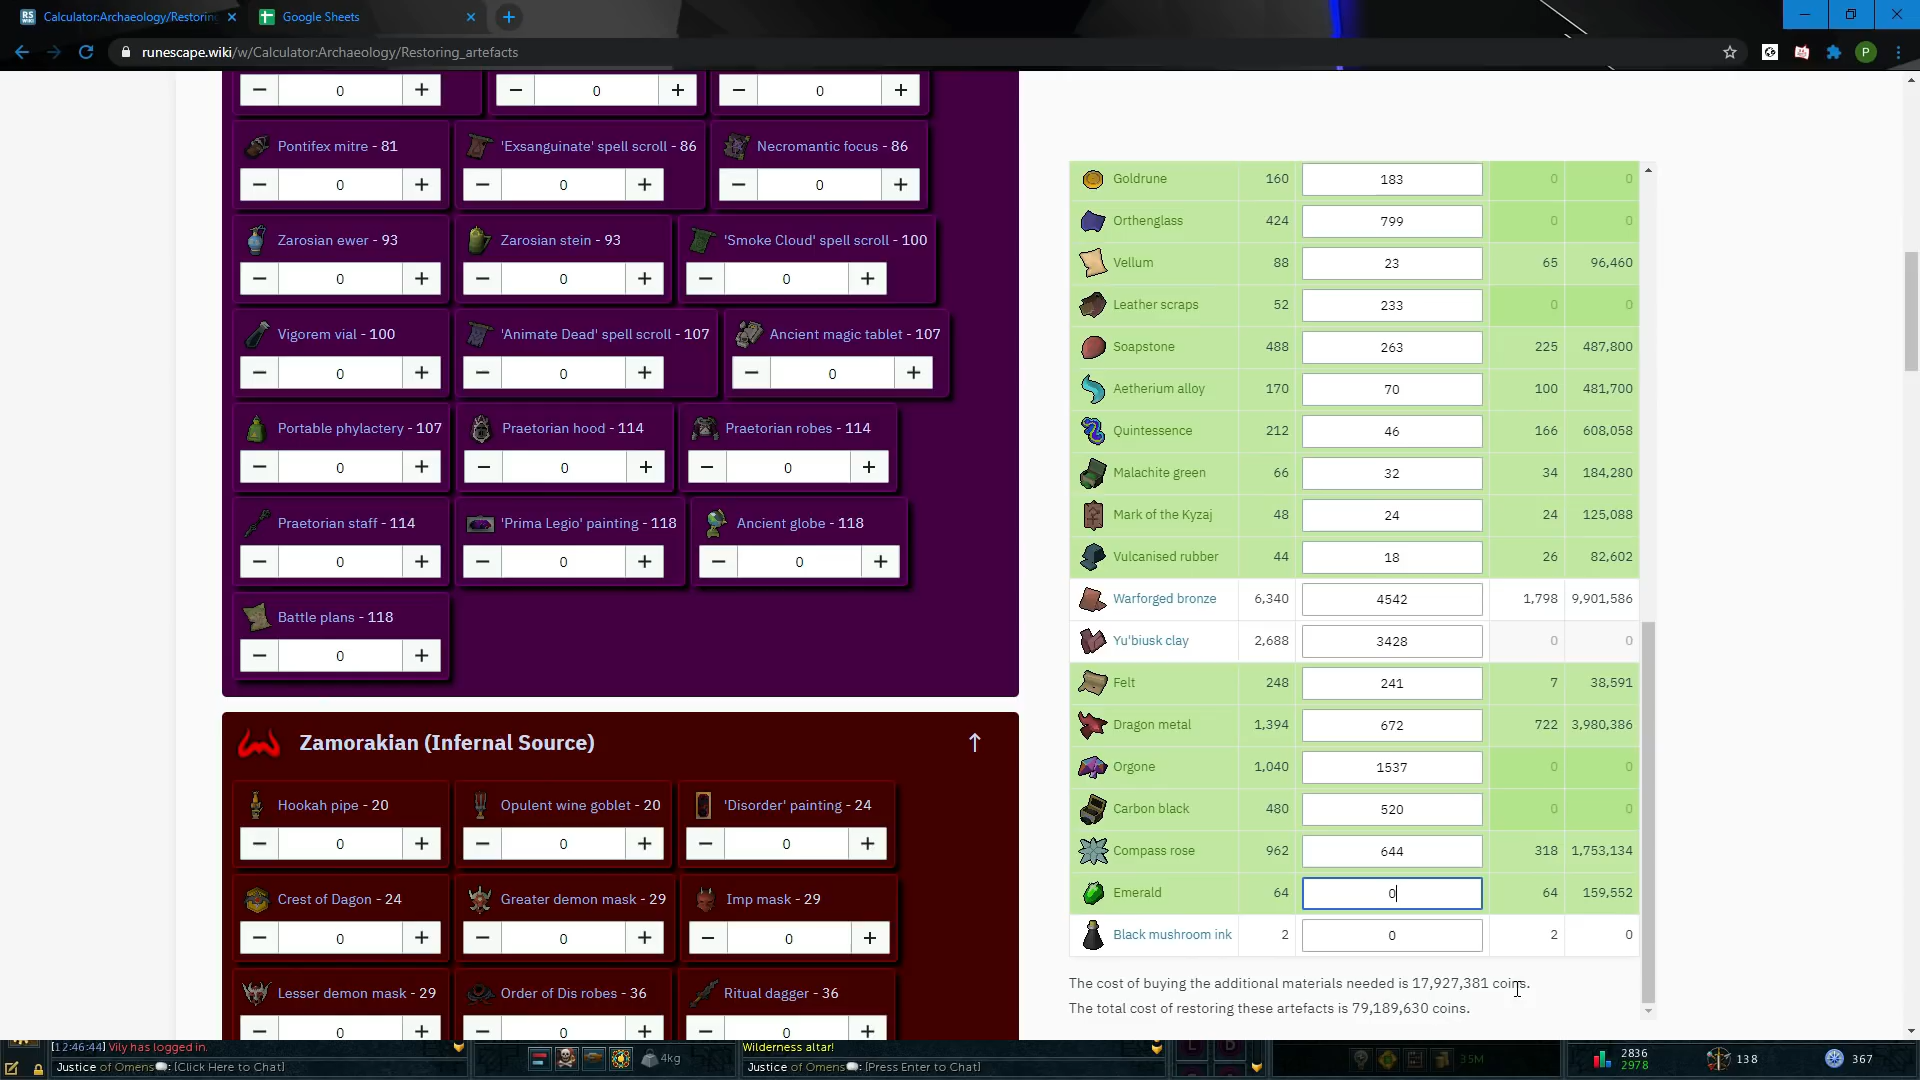 Calculator:Archaeology/Restoring
Google Sheets
runescape.wiki/w/Calculator:Archaeology/Restoring_artefacts
P
0 0 0
Pontifex mitre - 81 'Exsanguinate' spell scroll - 86 Necromantic focus - 86
0 0 0
Zarosian ewer - 93 Zarosian stein - 93 'Smoke Cloud' spell scroll - 100
0 0 0
Vigorem vial - 100 'Animate Dead' spell scroll - 107 Ancient magic tablet - 107
0 0 0
Portable phylactery - 107 Praetorian hood - 114 Praetorian robes - 114
0 0 0
Praetorian staff - 114 'Prima Legio' painting - 118 Ancient globe - 118
0 0 0
Battle plans - 118
0
Zamorakian (Infernal Source) ↑
Hookah pipe - 20 Opulent wine goblet - 20 'Disorder' painting - 24
0 0 0
Crest of Dagon - 24 Greater demon mask - 29 Imp mask - 29
0 0 0
Lesser demon mask - 29 Order of Dis robes - 36 Ritual dagger - 36
0 0 0
Goldrune 160 183 0 0
Orthenglass 424 799 0 0
Vellum 88 23 65 96,460
Leather scraps 52 233 0 0
Soapstone 488 263 225 487,800
Aetherium alloy 170 70 100 481,700
Quintessence 212 46 166 608,058
Malachite green 66 32 34 184,280
Mark of the Kyzaj 48 24 24 125,088
Vulcanised rubber 44 18 26 82,602
Warforged bronze 6,340 4542 1,798 9,901,586
Yu'biusk clay 2,688 3428 0 0
Felt 248 241 7 38,591
Dragon metal 1,394 672 722 3,980,386
Orgone 1,040 1537 0 0
Carbon black 480 520 0 0
Compass rose 962 644 318 1,753,134
Emerald 64 0 64 159,552
Black mushroom ink 2 0 2 0
The cost of buying the additional materials needed is 17,927,381 coins.
The total cost of restoring these artefacts is 79,189,630 coins.
[12:46:44] Vily has logged in.
Justice of Omens: [Click Here to Chat]
4kg
Wilderness altar!
Justice of Omens: [Press Enter to Chat]
35M
2836
2978
138
367